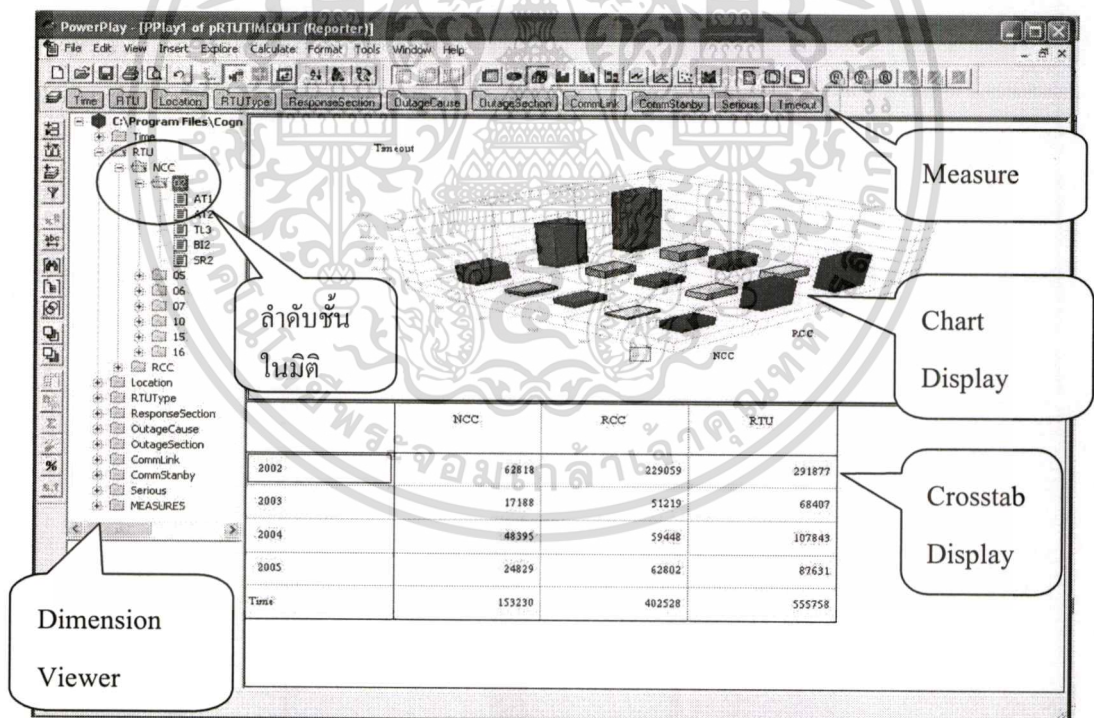 PowerPlay - [PPlay1 of pRTUTIMEOUT (Reporter)]
File Edit View Insert Explore Calculate Format Tools Window Help
Time RTU Location RTUType ResponseSection OutageCause OutageSection CommLink CommStanby Serious Timeout
C:\Program Files\Cogn
Time
RTU
NCC
AT1
AT2
TL3
BI2
SR2
05
06
07
10
15
16
RCC
Location
RTUType
ResponseSection
OutageCause
OutageSection
CommLink
CommStanby
Serious
MEASURES
Timeout
RCC
NCC
Measure
ลำดับชั้น
ในมิติ
Chart
Display
NCC RCC RTU
2002 62818 229059 291877
2003 17188 51219 68407
2004 48395 59448 107843
2005 24829 62802 87631
Time 153230 402528 555758
Crosstab
Display
Dimension
Viewer